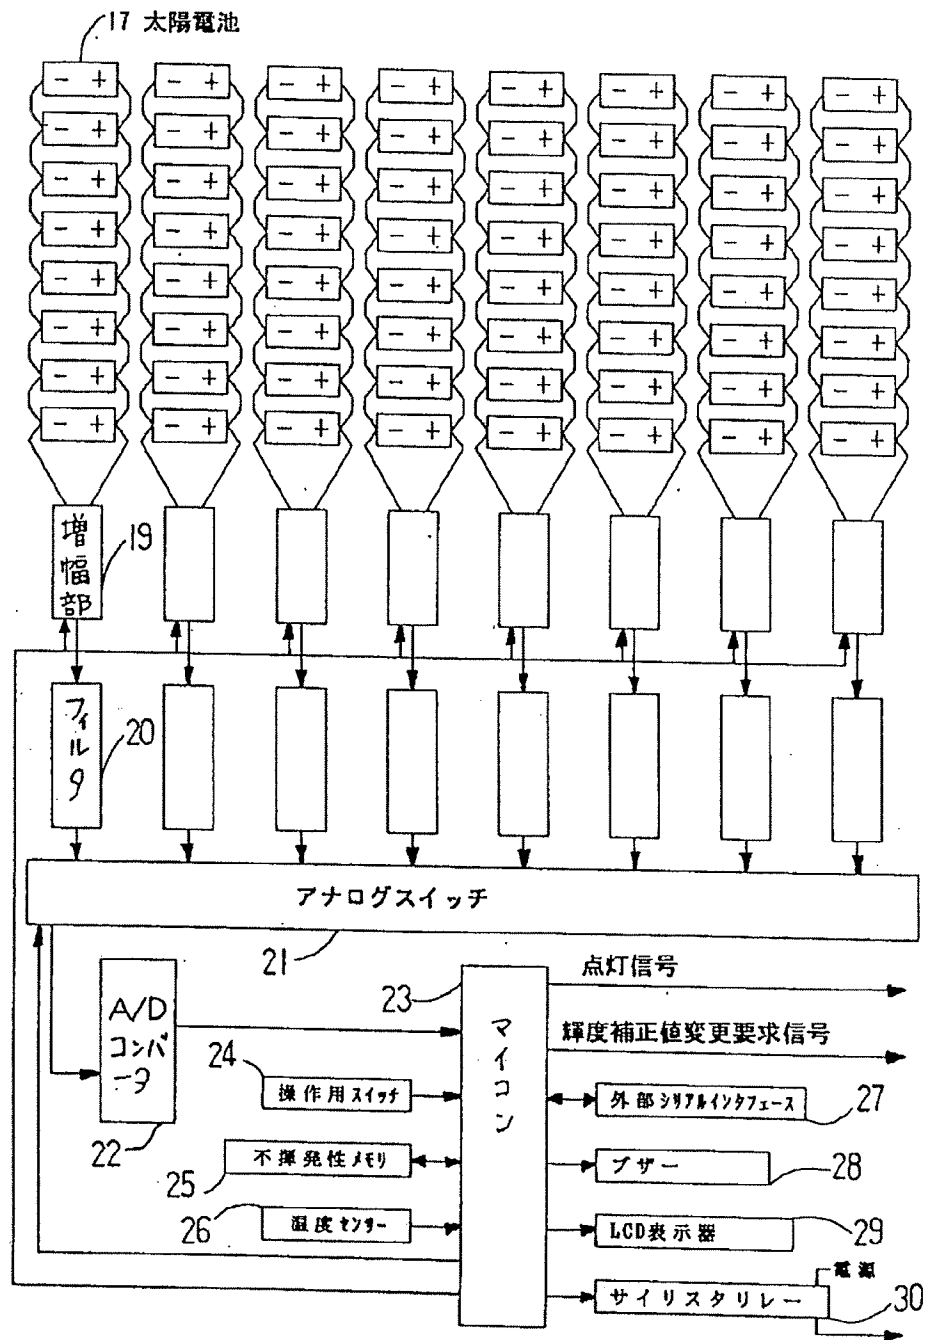 17 太陽電池
- +
増幅部
19
フィルタ
20
アナログスイッチ
21
A/D
コンバ
ータ
22
23
マイコン
点灯信号
輝度補正値変更要求信号
24
操作用スイッチ
25
不揮発性メモリ
26
温度センサー
外部シリアルインタフェース
27
ブザー
28
LCD表示器
29
電源
サイリスタリレー
30